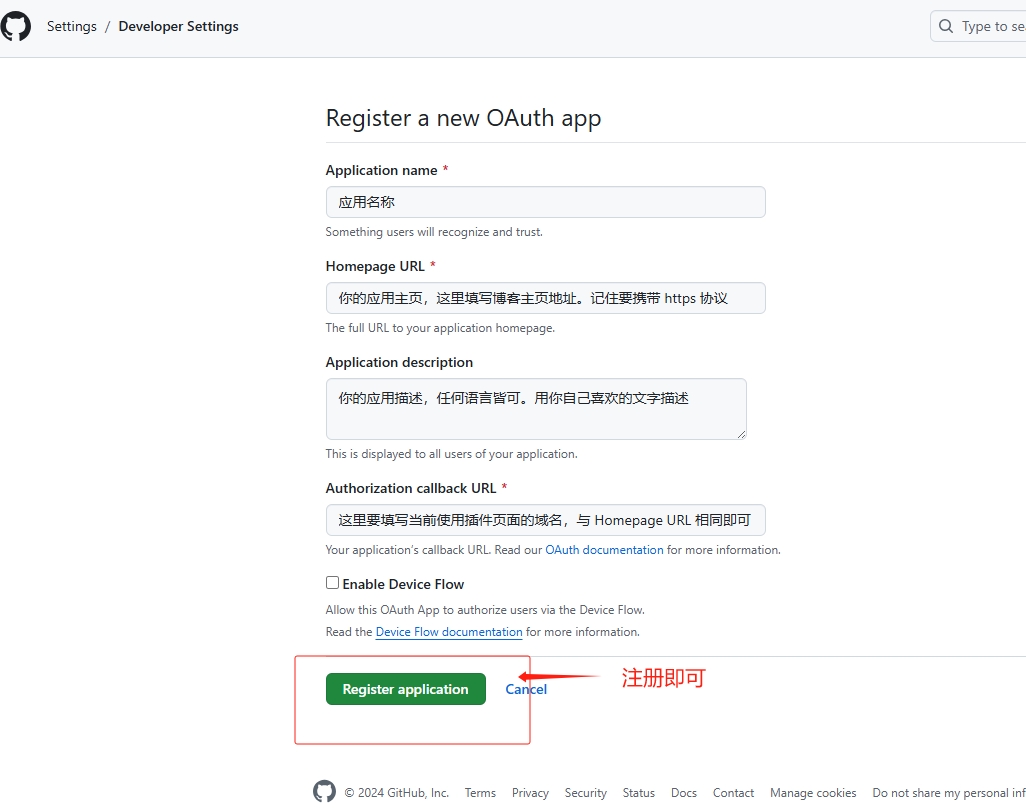 Settings / Developer Settings
Type to sea
Register a new OAuth app
Application name *
应用名称
Something users will recognize and trust.
Homepage URL *
你的应用主页，这里填写博客主页地址。记住要携带 https 协议
The full URL to your application homepage.
Application description
你的应用描述，任何语言皆可。用你自己喜欢的文字描述
This is displayed to all users of your application.
Authorization callback URL *
这里要填写当前使用插件页面的域名，与 Homepage URL 相同即可
Your application's callback URL. Read our OAuth documentation for more information.
Enable Device Flow
Allow this OAuth App to authorize users via the Device Flow.
Read the Device Flow documentation for more information.
Register application Cancel 注册即可
© 2024 GitHub, Inc. Terms Privacy Security Status Docs Contact Manage cookies Do not share my personal inf